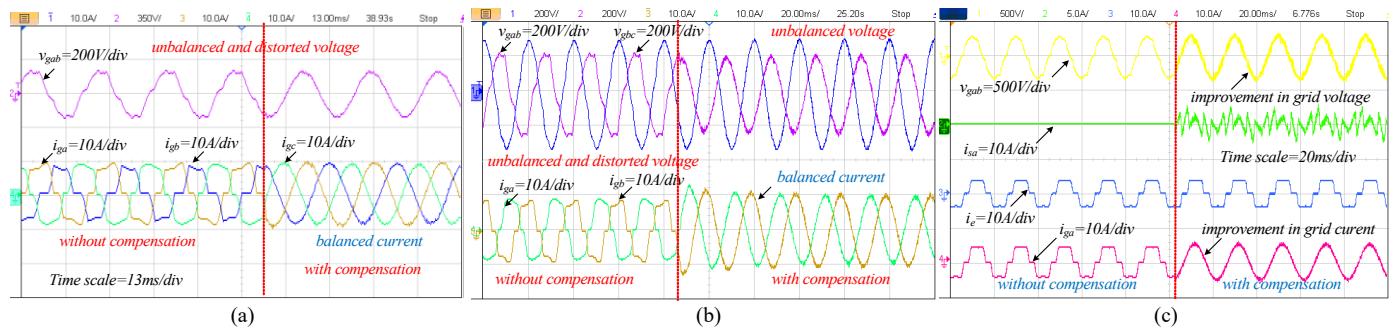 1 10.0A/ 2 350V/ 3 10.0A/ 4 10.0A/ 13.00ms/ 38.93s Stop
unbalanced and distorted voltage
vgab=200V/div
2
iga=10A/div
igb=10A/div
igc=10A/div
without compensation
balanced current
with compensation
Time scale=13ms/div
(a)
1 200V/ 2 200V/ 3 10.0A/ 4 10.0A/ 20.00ms/ 25.20s Stop
vgab=200V/div
vgbc=200V/div
unbalanced voltage
unbalanced and distorted voltage
iga=10A/div
igb=10A/div
balanced current
without compensation
with compensation
(b)
1 500V/ 2 5.0A/ 3 10.0A/ 4 10.0A/ 20.00ms/ 6.776s Stop
vgab=500V/div
improvement in grid voltage
isa=10A/div
Time scale=20ms/div
3
ie=10A/div
iga=10A/div
improvement in grid curent
4
without compensation
with compensation
(c)